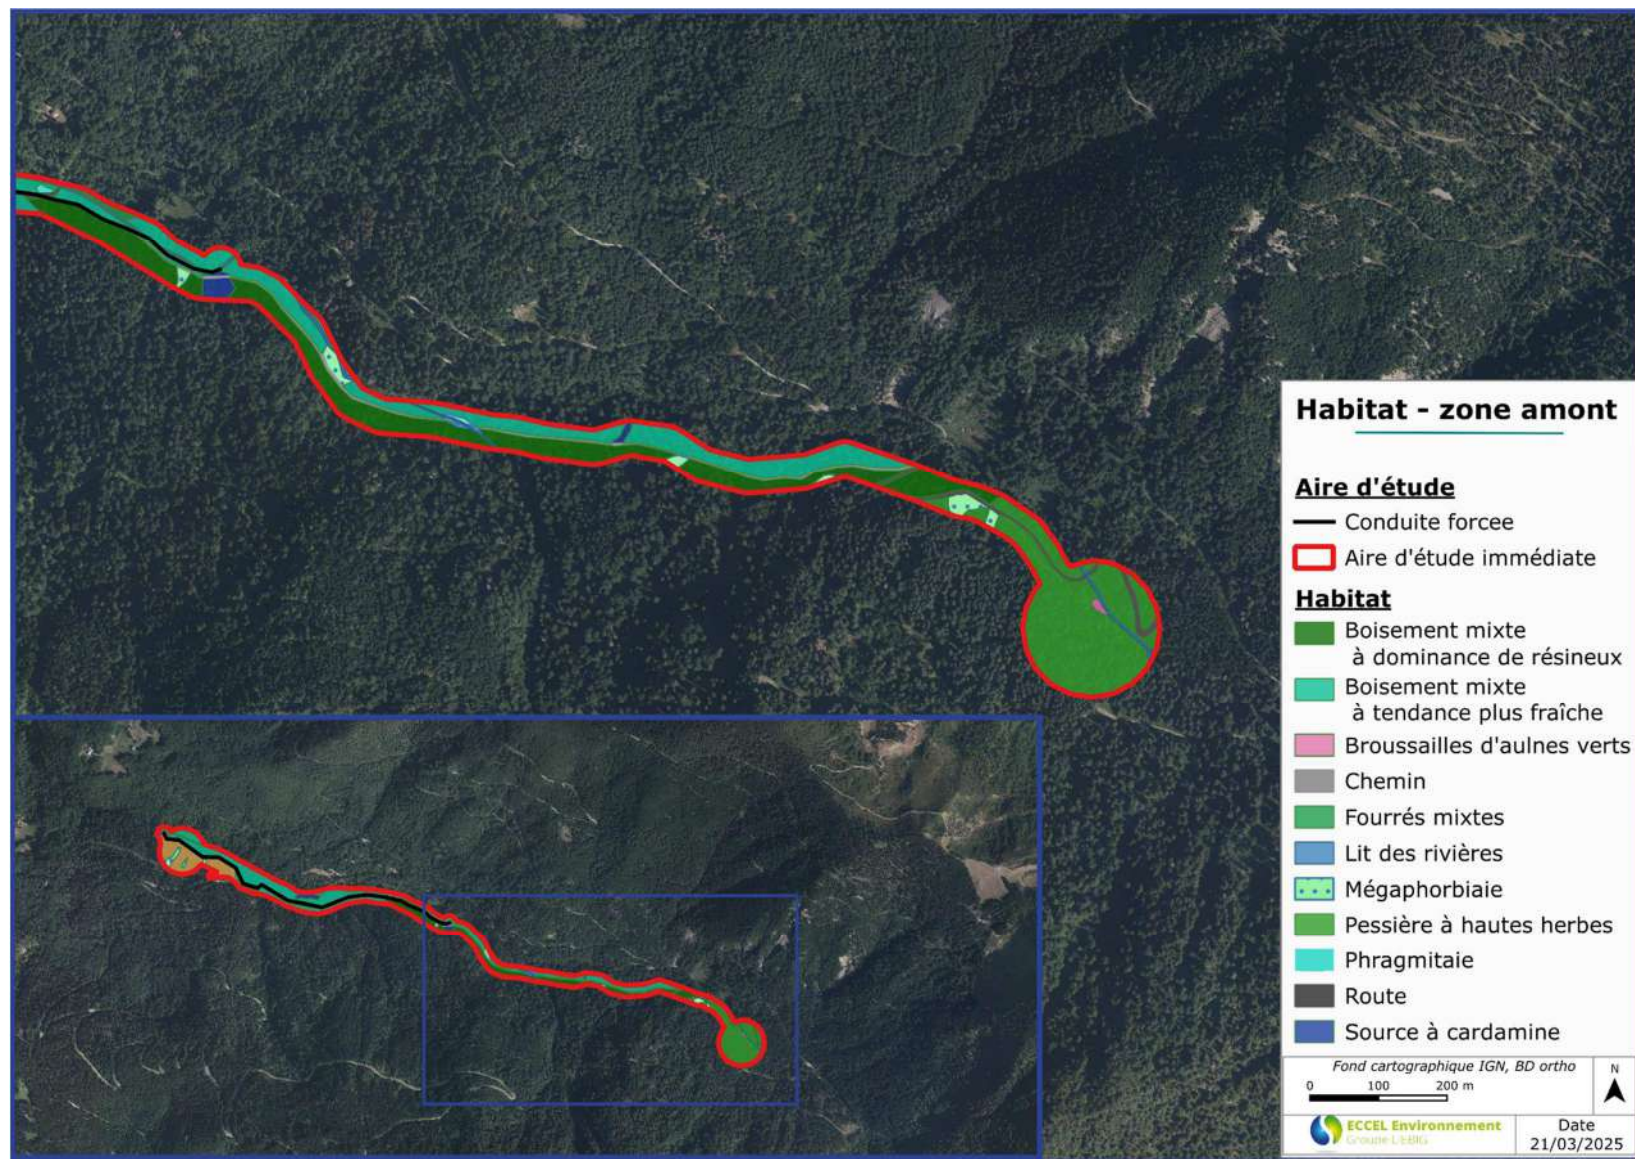 Habitat - zone amont
Aire d'étude
Conduite forcee
Aire d'étude immédiate
Habitat
Boisement mixte
à dominance de résineux
Boisement mixte
à tendance plus fraîche
Broussailles d'aulnes verts
Chemin
Fourrés mixtes
Lit des rivières
Mégaphorbiaie
Pessière à hautes herbes
Phragmitaie
Route
Source à cardamine
Fond cartographique IGN, BD ortho
0 100 200 m
N
ECCEL Environnement
Groupe LIEBIG
Date
21/03/2025